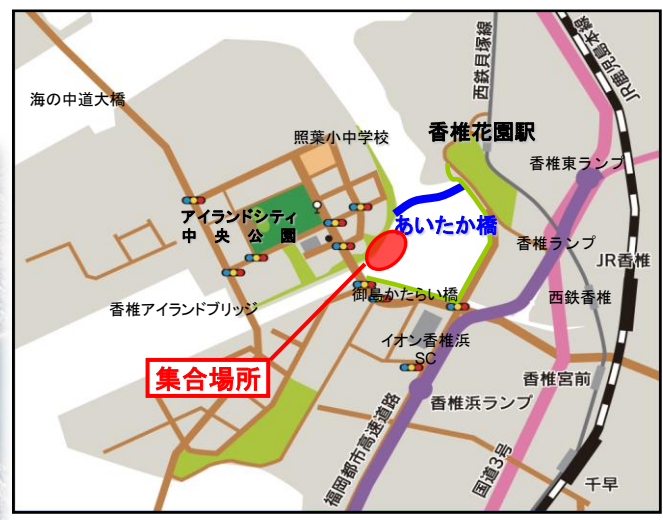 西鉄貝塚線
JR鹿児島本線
海の中道大橋
照葉小中学校
香椎花園駅
香椎東ランプ
アイランドシティ
中央公園
あいたか橋
香椎ランプ
JR香椎
香椎アイランドブリッジ
御島かたらい橋
西鉄香椎
イオン香椎浜
SC
集合場所
香椎宮前
香椎浜ランプ
福岡都市高速道路
国道3号
千早